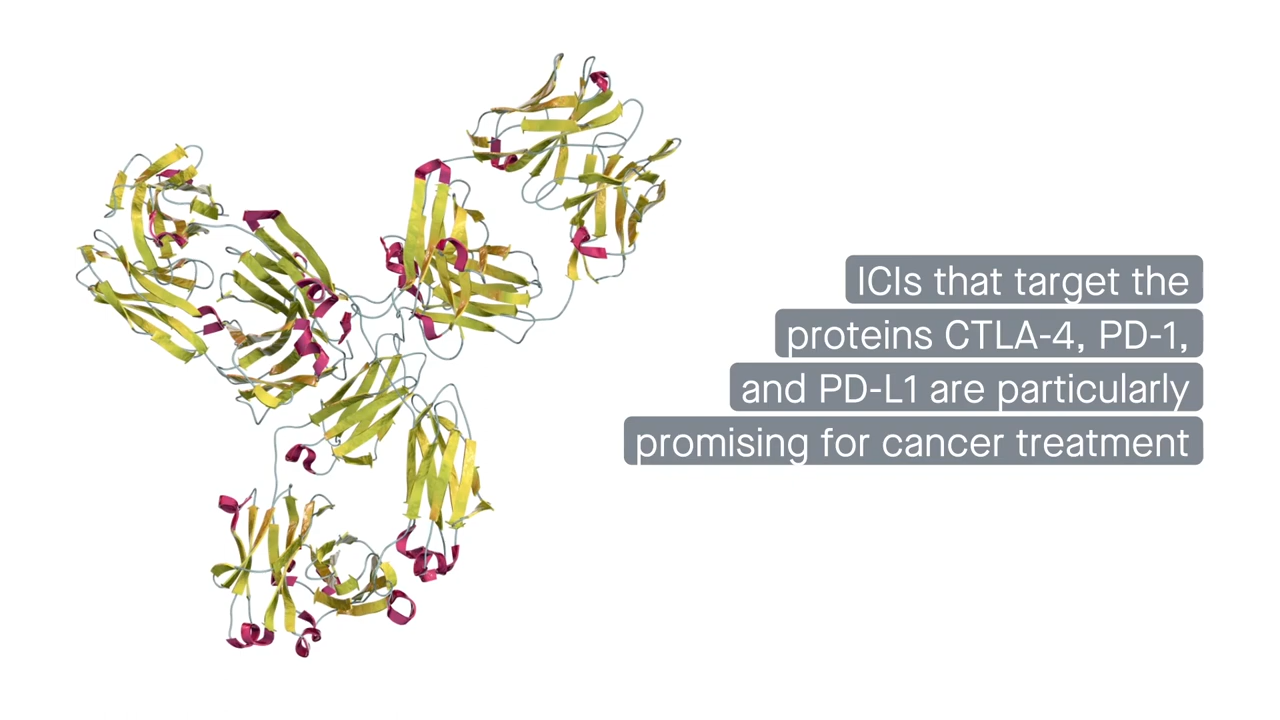 ICIs that target the
proteins CTLA-4, PD-1,
and PD-L1 are particularly
promising for cancer treatment